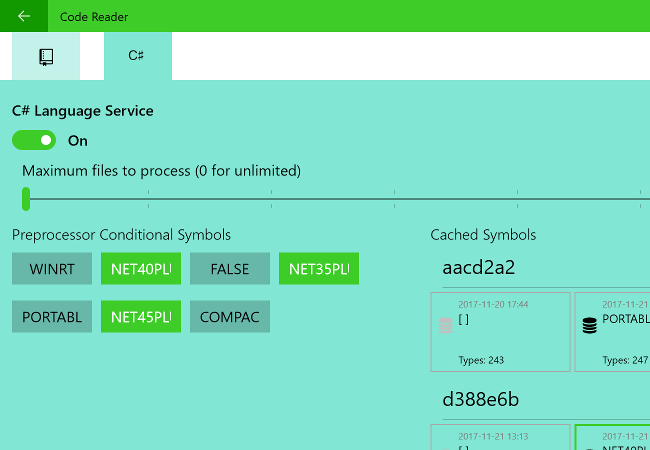 Code Reader
C#
C# Language Service
On
Maximum files to process (0 for unlimited)
Preprocessor Conditional Symbols
WINRT NET40PLU FALSE NET35PLU
PORTABL NET45PLU COMPAC
Cached Symbols
aacd2a2
2017-11-20 17:44
[ ]
Types: 243
2017-11-21
PORTABL
Types: 247
d388e6b
2017-11-21 13:13
[ ]
2017-11-21